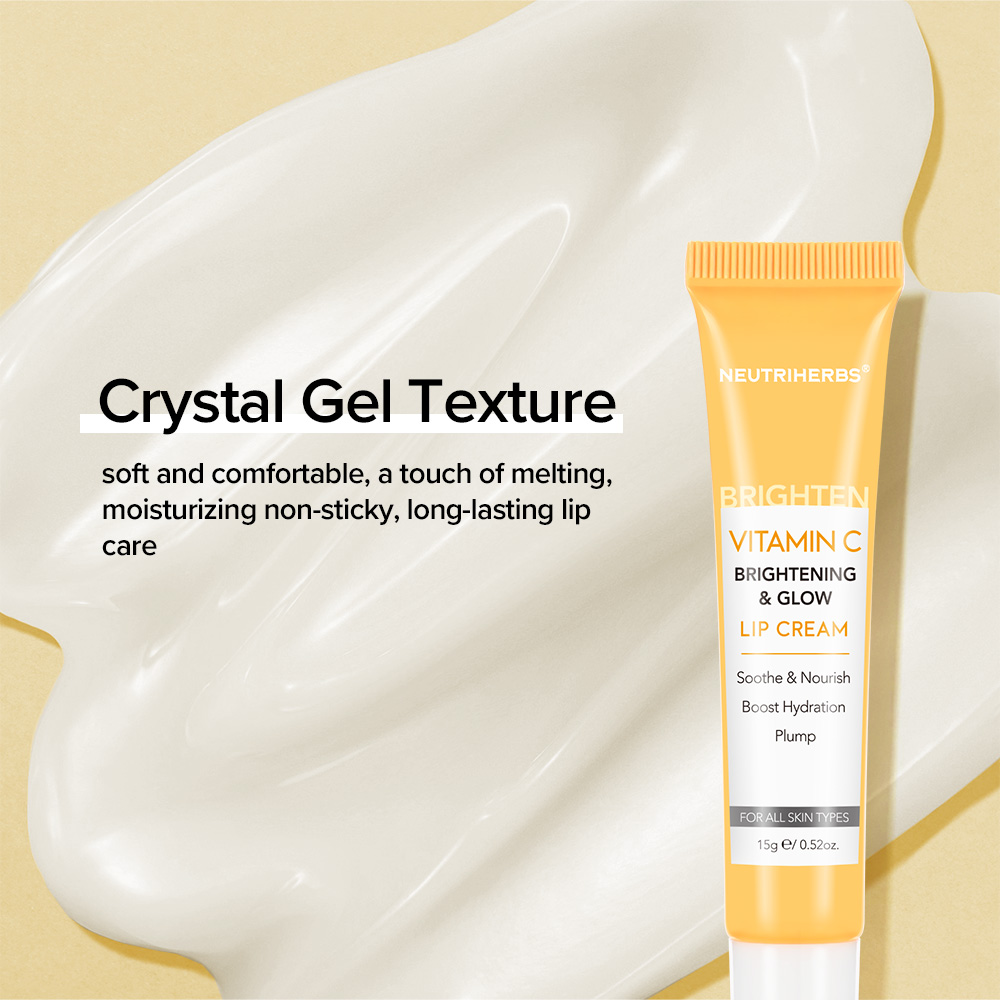 Crystal Gel Texture
soft and comfortable, a touch of melting,
moisturizing non-sticky, long-lasting lip
care
NEUTRIHERBS®
BRIGHTEN
VITAMIN C
BRIGHTENING
& GLOW
LIP CREAM
Soothe & Nourish
Boost Hydration
Plump
FOR ALL SKIN TYPES
15g ℮/ 0.52oz.